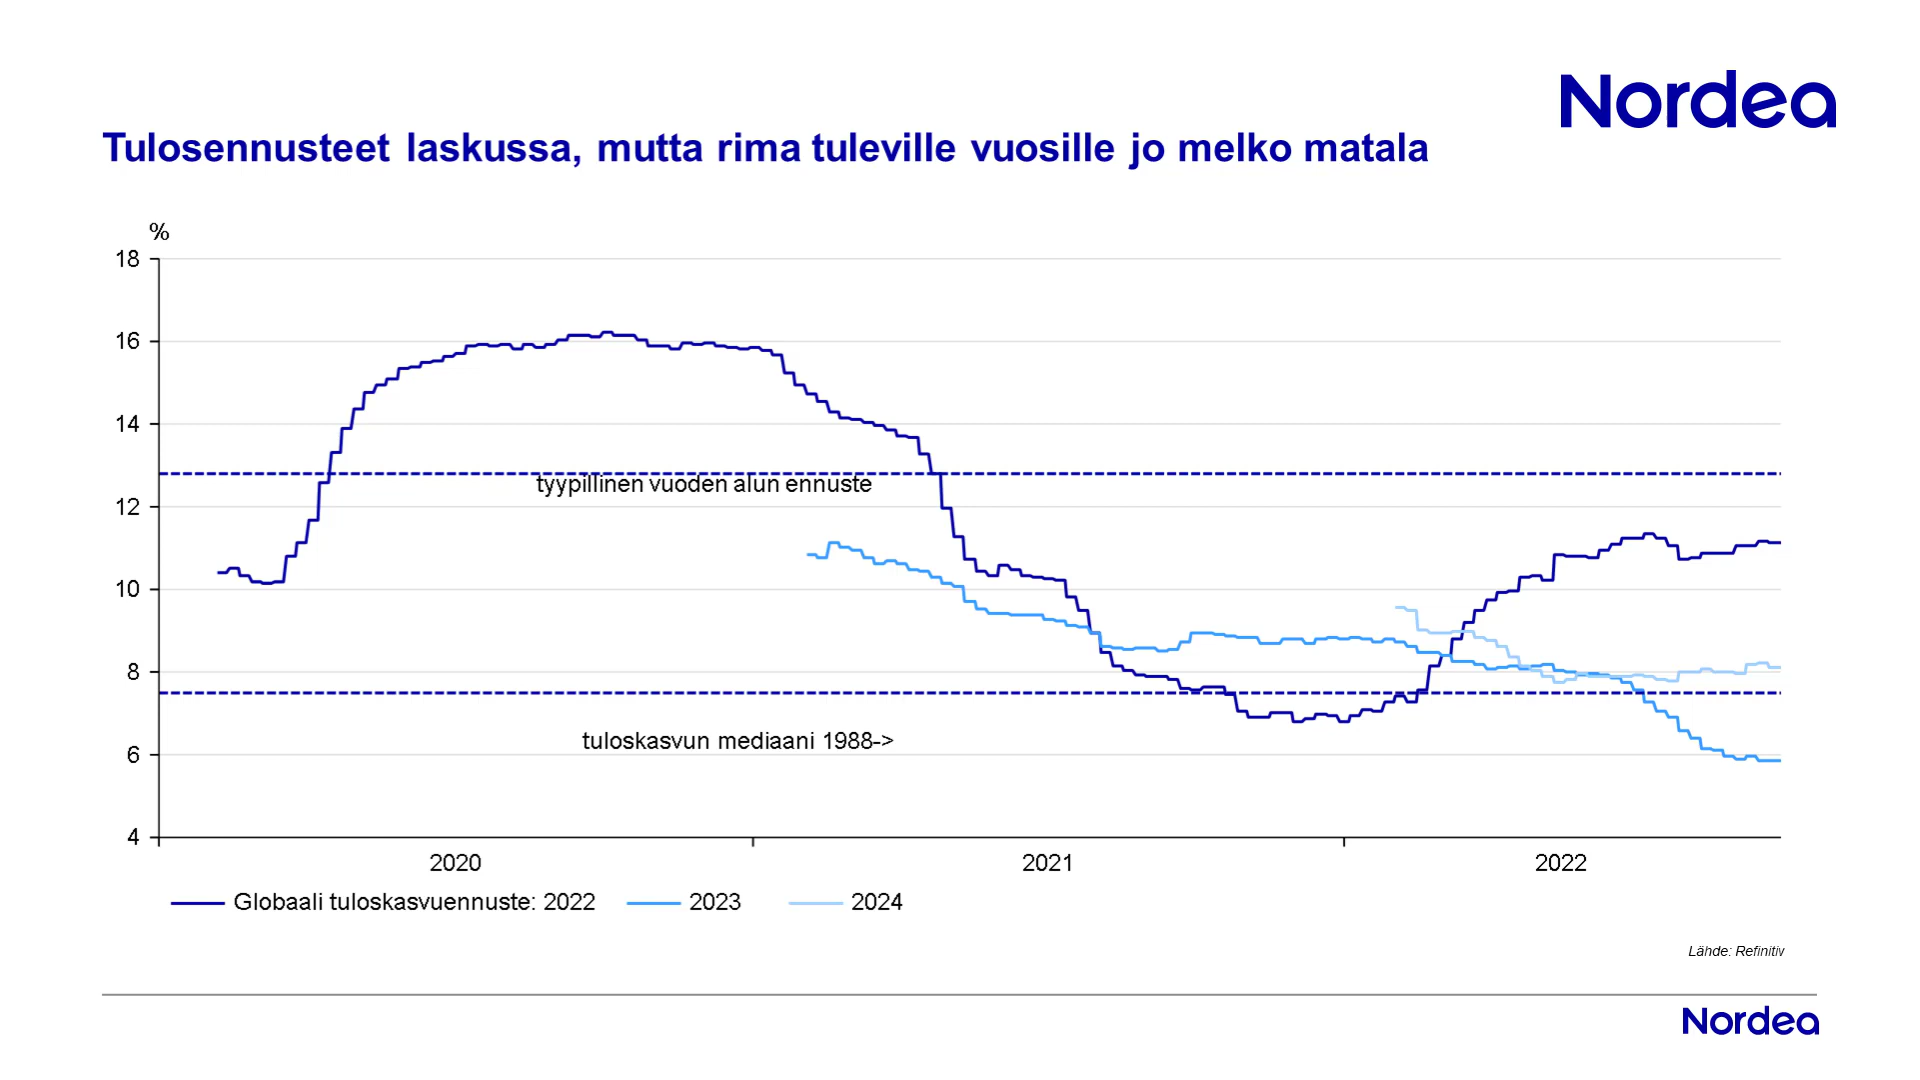 Nordea
Tulosennusteet laskussa, mutta rima tuleville vuosille jo melko matala
%
18
16
14
tyypillinen vuoden alun ennuste
12
10
8
tuloskasvun mediaani 1988->
6
4
2020 2021 2022
Globaali tuloskasvuennuste: 2022 2023 2024
Lähde: Refinitiv
Nordea